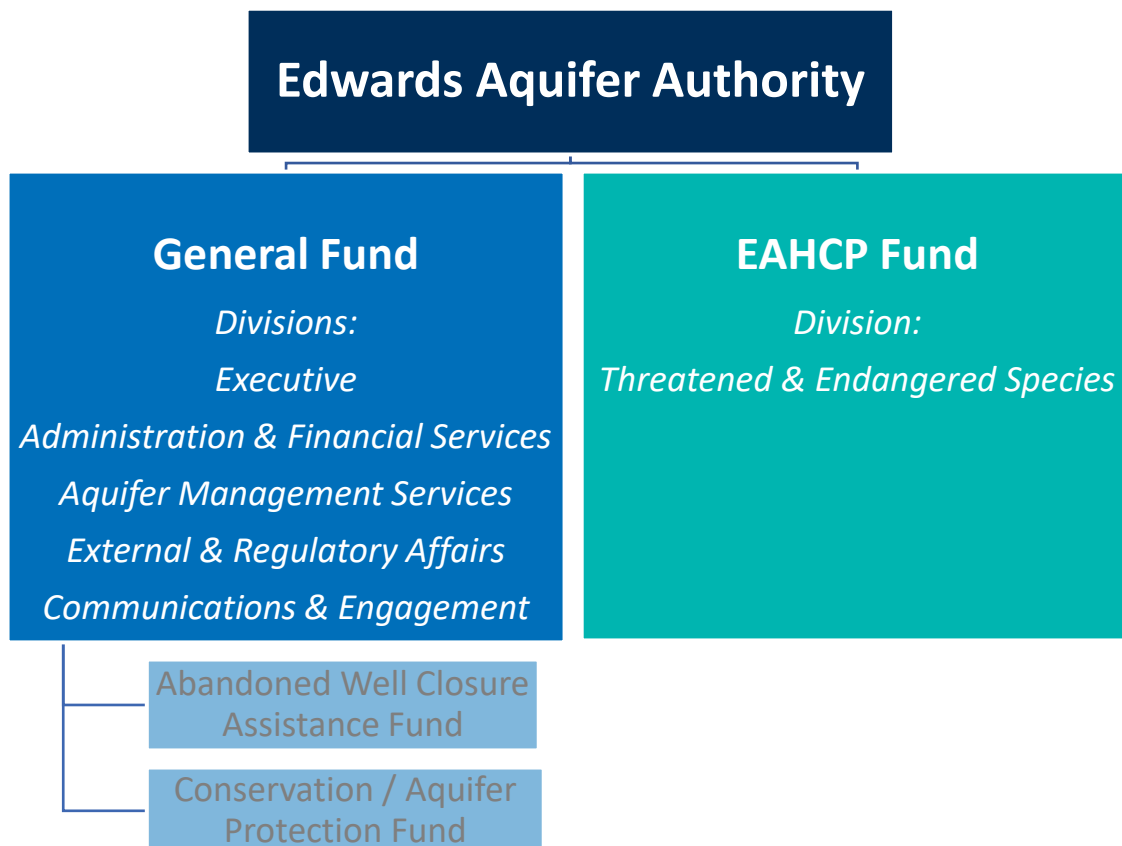 Edwards Aquifer Authority
General Fund
Divisions:
Executive
Administration & Financial Services
Aquifer Management Services
External & Regulatory Affairs
Communications & Engagement
EAHCP Fund
Division:
Threatened & Endangered Species
Abandoned Well Closure
Assistance Fund
Conservation / Aquifer
Protection Fund